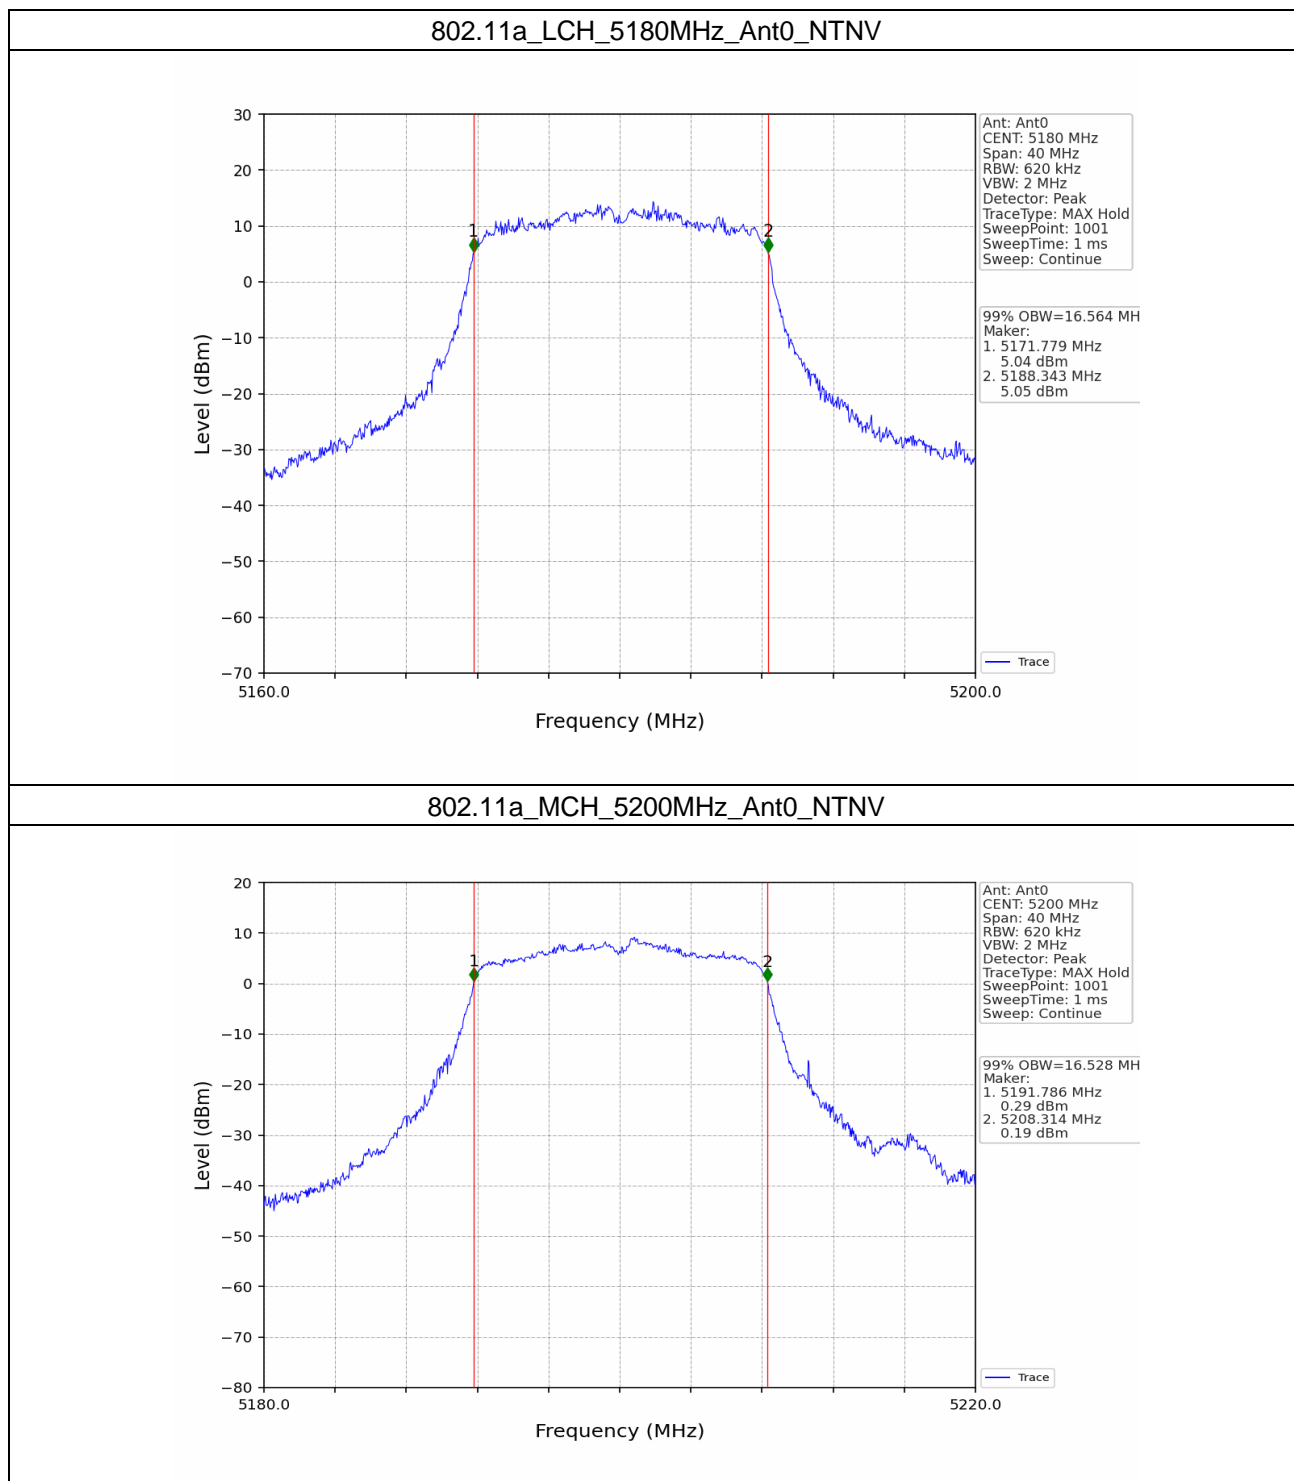 802.11a_LCH_5180MHz_Ant0_NTNV
30
20
10
0
−10
−20
−30
−40
−50
−60
−70
Level (dBm)
1
2
5160.0
5200.0
Frequency (MHz)
Ant: Ant0
CENT: 5180 MHz
Span: 40 MHz
RBW: 620 kHz
VBW: 2 MHz
Detector: Peak
TraceType: MAX Hold
SweepPoint: 1001
SweepTime: 1 ms
Sweep: Continue
99% OBW=16.564 MH
Maker:
1. 5171.779 MHz
5.04 dBm
2. 5188.343 MHz
5.05 dBm
Trace
802.11a_MCH_5200MHz_Ant0_NTNV
20
10
0
−10
−20
−30
−40
−50
−60
−70
−80
Level (dBm)
1
2
5180.0
5220.0
Frequency (MHz)
Ant: Ant0
CENT: 5200 MHz
Span: 40 MHz
RBW: 620 kHz
VBW: 2 MHz
Detector: Peak
TraceType: MAX Hold
SweepPoint: 1001
SweepTime: 1 ms
Sweep: Continue
99% OBW=16.528 MH
Maker:
1. 5191.786 MHz
0.29 dBm
2. 5208.314 MHz
0.19 dBm
Trace